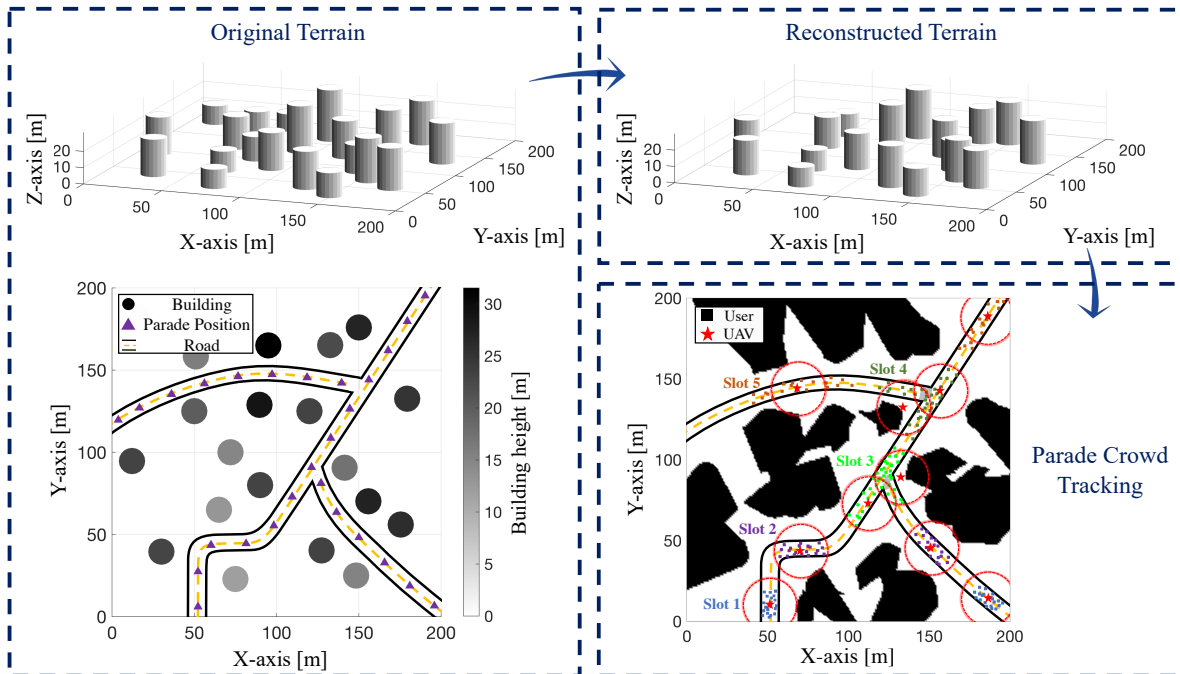 Original Terrain
Z-axis [m]
20
10
0
0
50
100
150
200
X-axis [m]
0
50
100
150
200
Y-axis [m]
Reconstructed Terrain
Z-axis [m]
20
10
0
0
50
100
150
200
X-axis [m]
0
50
100
150
200
Y-axis [m]
200
150
100
50
0
Y-axis [m]
Building
Parade Position
Road
0
50
100
150
200
X-axis [m]
30
25
20
15
10
5
0
Building height [m]
200
150
100
50
0
Y-axis [m]
User
UAV
Slot 5
Slot 4
Slot 3
Slot 2
Slot 1
0
50
100
150
200
X-axis [m]
Parade Crowd
Tracking